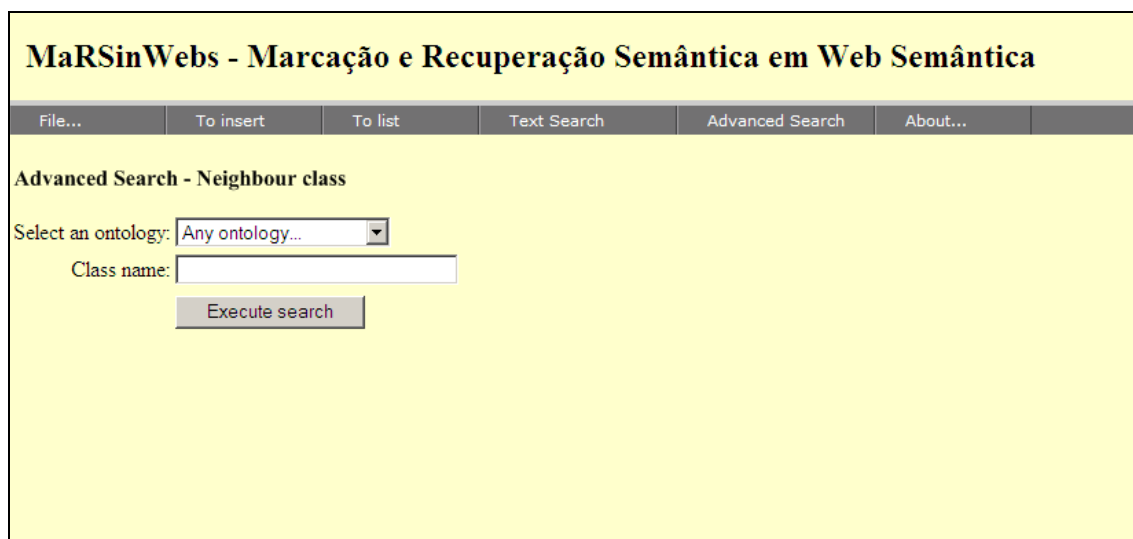 MaRSinWebs - Marcação e Recuperação Semântica em Web Semântica
File... To insert To list Text Search Advanced Search About...
Advanced Search - Neighbour class
Select an ontology: Any ontology...
Class name:
Execute search